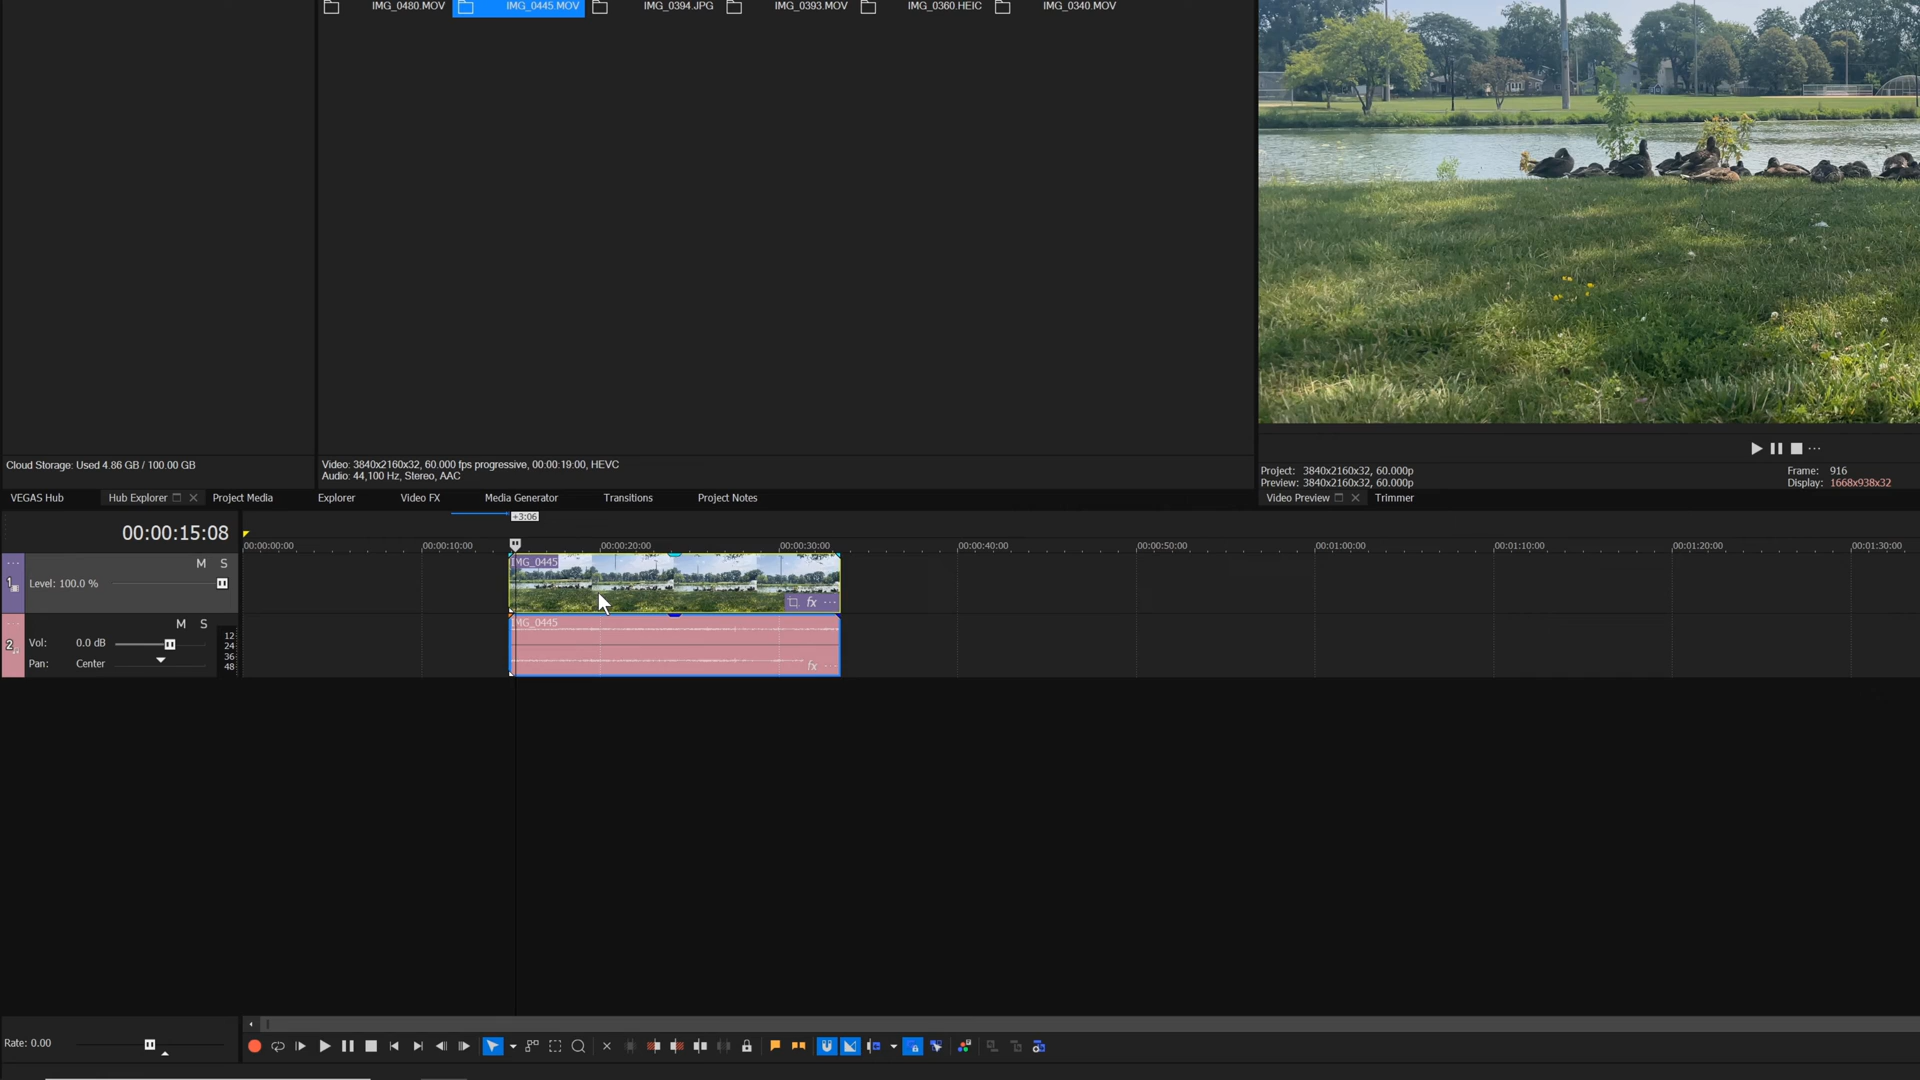 IMG_0480.MOV IMG_0445.MOV IMG_0394.JPG IMG_0393.MOV IMG_0360.HEIC IMG_0340.MOV
Cloud Storage: Used 4.86 GB / 100.00 GB
Video: 3840x2160x32, 60.000 fps progressive, 00:00:19:00, HEVC
Audio: 44,100 Hz, Stereo, AAC
Project: 3840x2160x32, 60.000p
Preview: 3840x2160x32, 60.000p
Frame: 916
Display: 1668x938x32
VEGAS Hub Hub Explorer Project Media Explorer Video FX Media Generator Transitions Project Notes
Video Preview Trimmer
+3:06
00:00:15:08
00:00:00:00 00:00:10:00 00:00:20:00 00:00:30:00 00:00:40:00 00:00:50:00 00:01:00:00 00:01:10:00 00:01:20:00 00:01:30:00
1 M S
Level: 100.0 %
IMG_0445
fx
2 M S
Vol: 0.0 dB
Pan: Center
12
24
36
48
IMG_0445
fx
Rate: 0.00